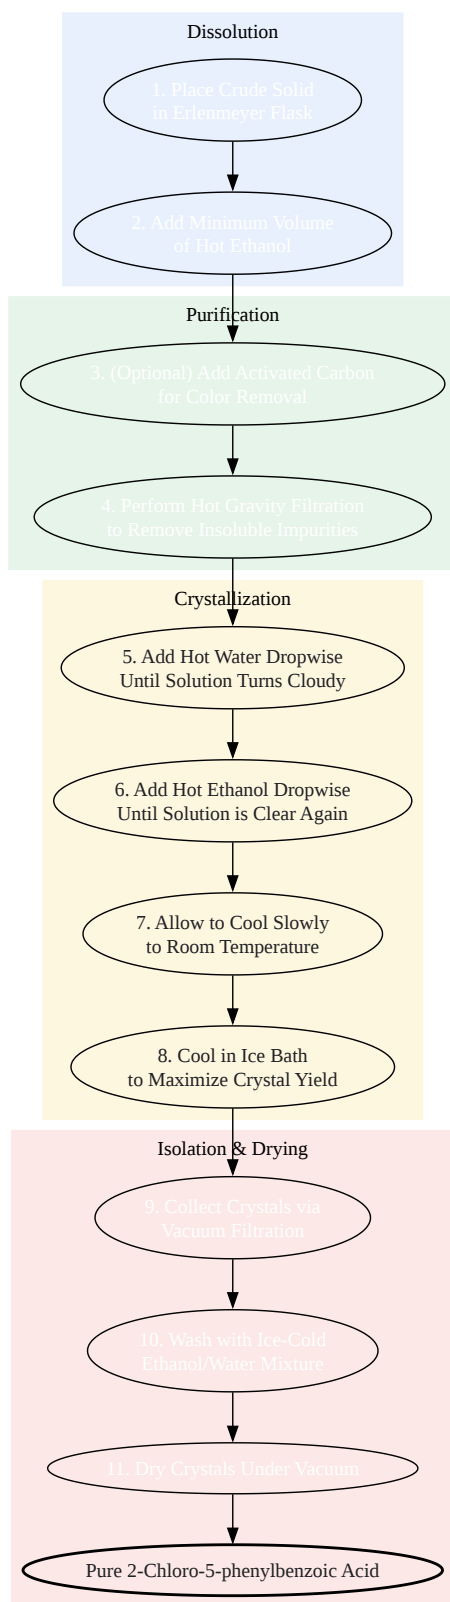 Dissolution
1. Place Crude Solid
in Erlenmeyer Flask
2. Add Minimum Volume
of Hot Ethanol
Purification
3. (Optional) Add Activated Carbon
for Color Removal
4. Perform Hot Gravity Filtration
to Remove Insoluble Impurities
Crystallization
5. Add Hot Water Dropwise
Until Solution Turns Cloudy
6. Add Hot Ethanol Dropwise
Until Solution is Clear Again
7. Allow to Cool Slowly
to Room Temperature
8. Cool in Ice Bath
to Maximize Crystal Yield
Isolation & Drying
9. Collect Crystals via
Vacuum Filtration
10. Wash with Ice-Cold
Ethanol/Water Mixture
11. Dry Crystals Under Vacuum
Pure 2-Chloro-5-phenylbenzoic Acid